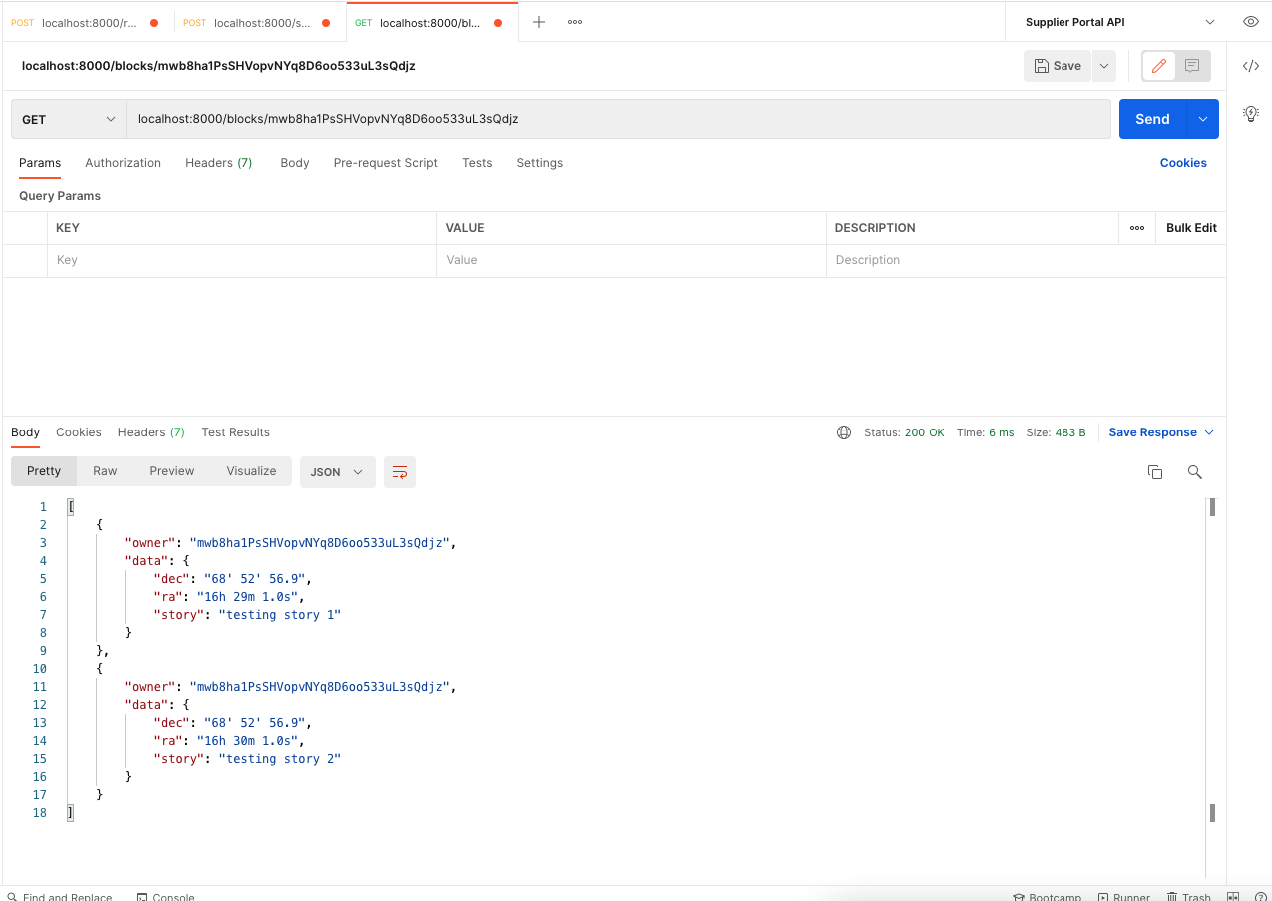 POST localhost:8000/r... POST localhost:8000/s... GET localhost:8000/bl... Supplier Portal API
localhost:8000/blocks/mwb8ha1PsSHVopvNYq8D6oo533uL3sQdjz Save
GET localhost:8000/blocks/mwb8ha1PsSHVopvNYq8D6oo533uL3sQdjz Send
Params Authorization Headers (7) Body Pre-request Script Tests Settings Cookies
Query Params
KEY VALUE DESCRIPTION Bulk Edit
Key Value Description
Body Cookies Headers (7) Test Results Status: 200 OK Time: 6 ms Size: 483 B Save Response
Pretty Raw Preview Visualize JSON
1 [
2 {
3 "owner": "mwb8ha1PsSHVopvNYq8D6oo533uL3sQdjz",
4 "data": {
5 "dec": "68' 52' 56.9",
6 "ra": "16h 29m 1.0s",
7 "story": "testing story 1"
8 }
9 },
10 {
11 "owner": "mwb8ha1PsSHVopvNYq8D6oo533uL3sQdjz",
12 "data": {
13 "dec": "68' 52' 56.9",
14 "ra": "16h 30m 1.0s",
15 "story": "testing story 2"
16 }
17 }
18 ]
Find and Replace Console Bootcamp Runner Trash